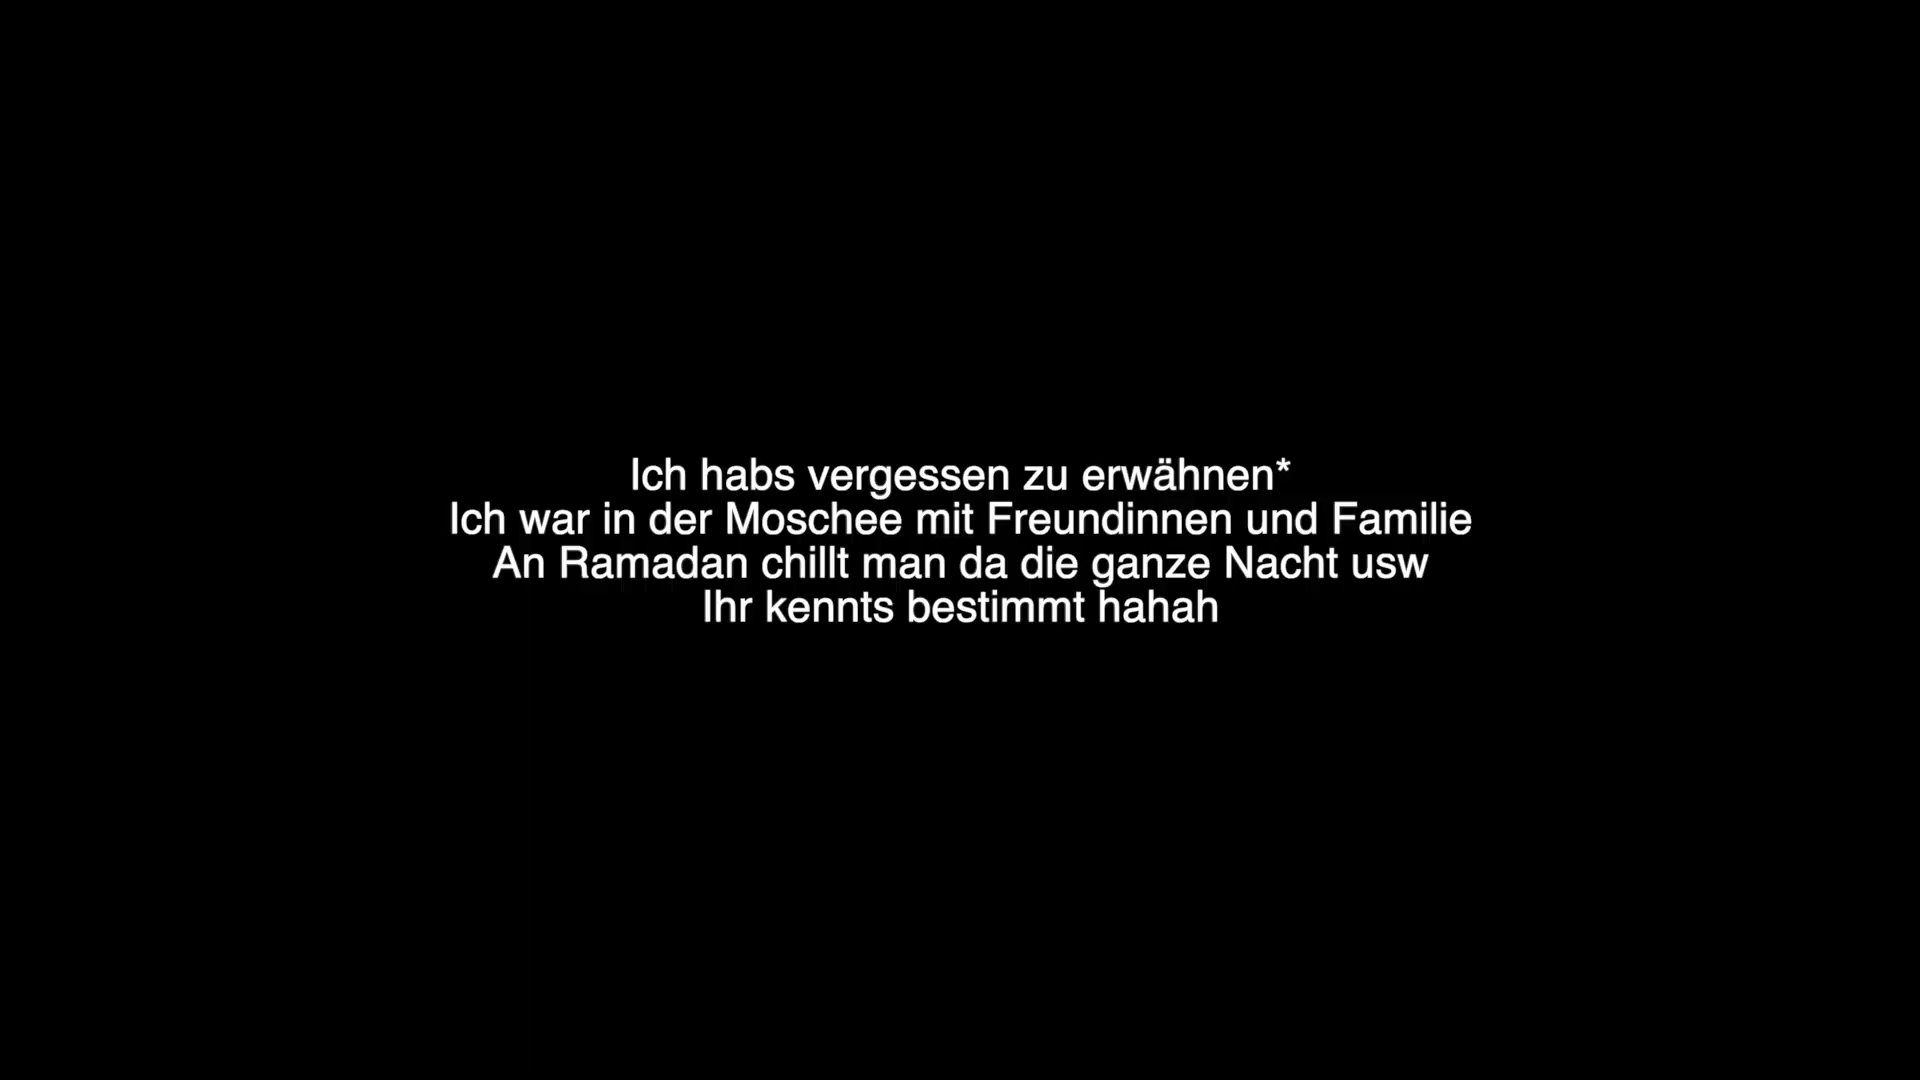 Ich habs vergessen zu erwähnen*
Ich war in der Moschee mit Freundinnen und Familie
An Ramadan chillt man da die ganze Nacht usw
Ihr kennts bestimmt hahah